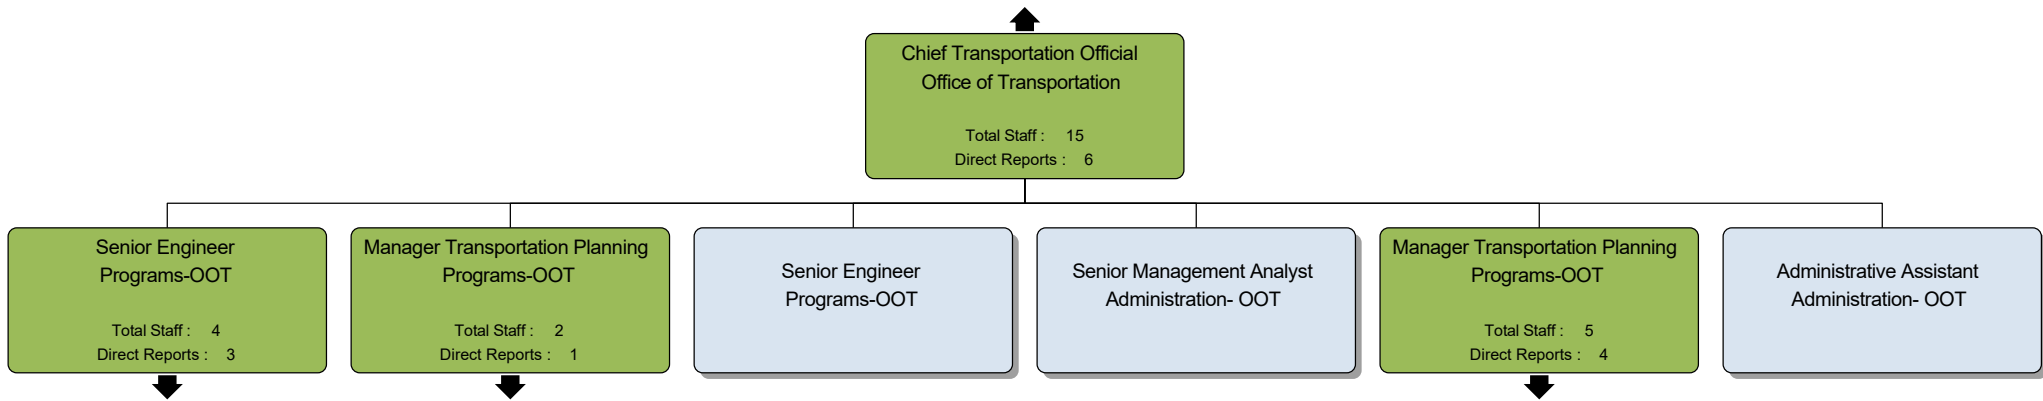 Chief Transportation Official
Office of Transportation
Total Staff : 15
Direct Reports : 6
Senior Engineer
Programs-OOT
Total Staff : 4
Direct Reports : 3
Manager Transportation Planning
Programs-OOT
Total Staff : 2
Direct Reports : 1
Senior Engineer
Programs-OOT
Senior Management Analyst
Administration- OOT
Manager Transportation Planning
Programs-OOT
Total Staff : 5
Direct Reports : 4
Administrative Assistant
Administration- OOT